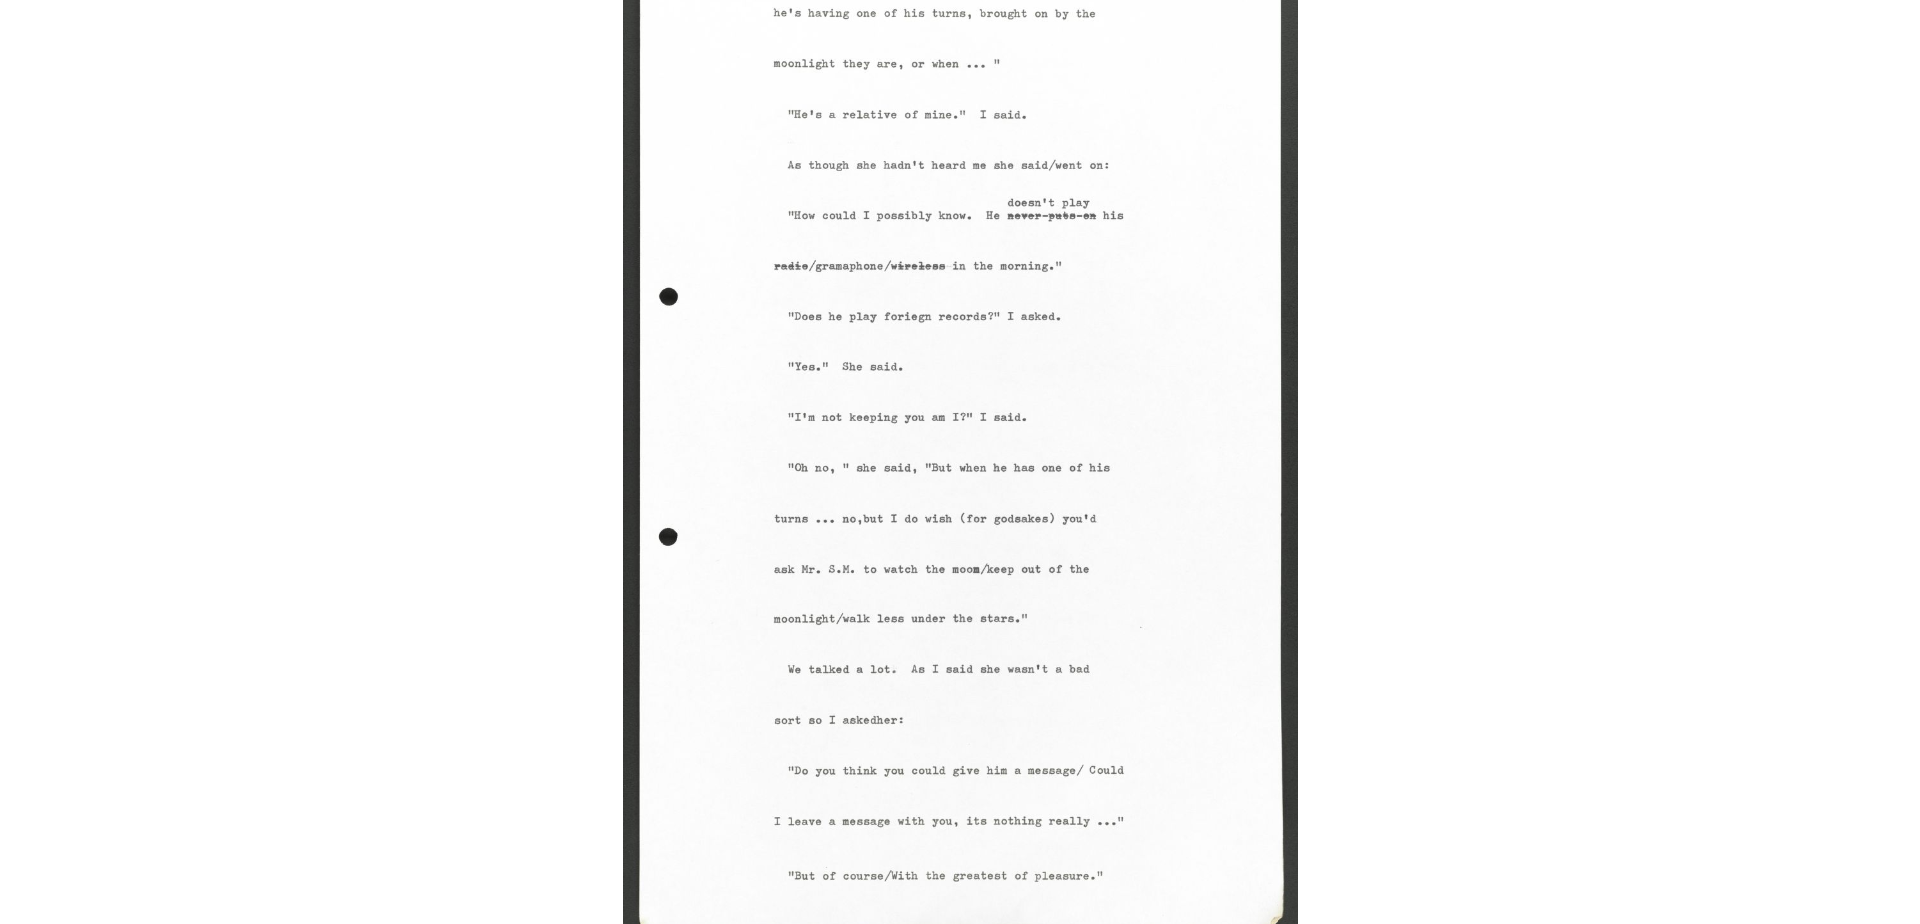 he's having one of his turns, brought on by the
moonlight they are, or when ... "
"He's a relative of mine."  I said.
As though she hadn't heard me she said/went on:
doesn't play
"How could I possibly know.  He never puts on his
radio/gramaphone/wireless in the morning."
"Does he play foriegn records?" I asked.
"Yes."  She said.
"I'm not keeping you am I?" I said.
"Oh no, " she said, "But when he has one of his
turns ... no,but I do wish (for godsakes) you'd
ask Mr. S.M. to watch the moom/keep out of the
moonlight/walk less under the stars."
We talked a lot.  As I said she wasn't a bad
sort so I askedher:
"Do you think you could give him a message/ Could
I leave a message with you, its nothing really ..."
"But of course/With the greatest of pleasure."